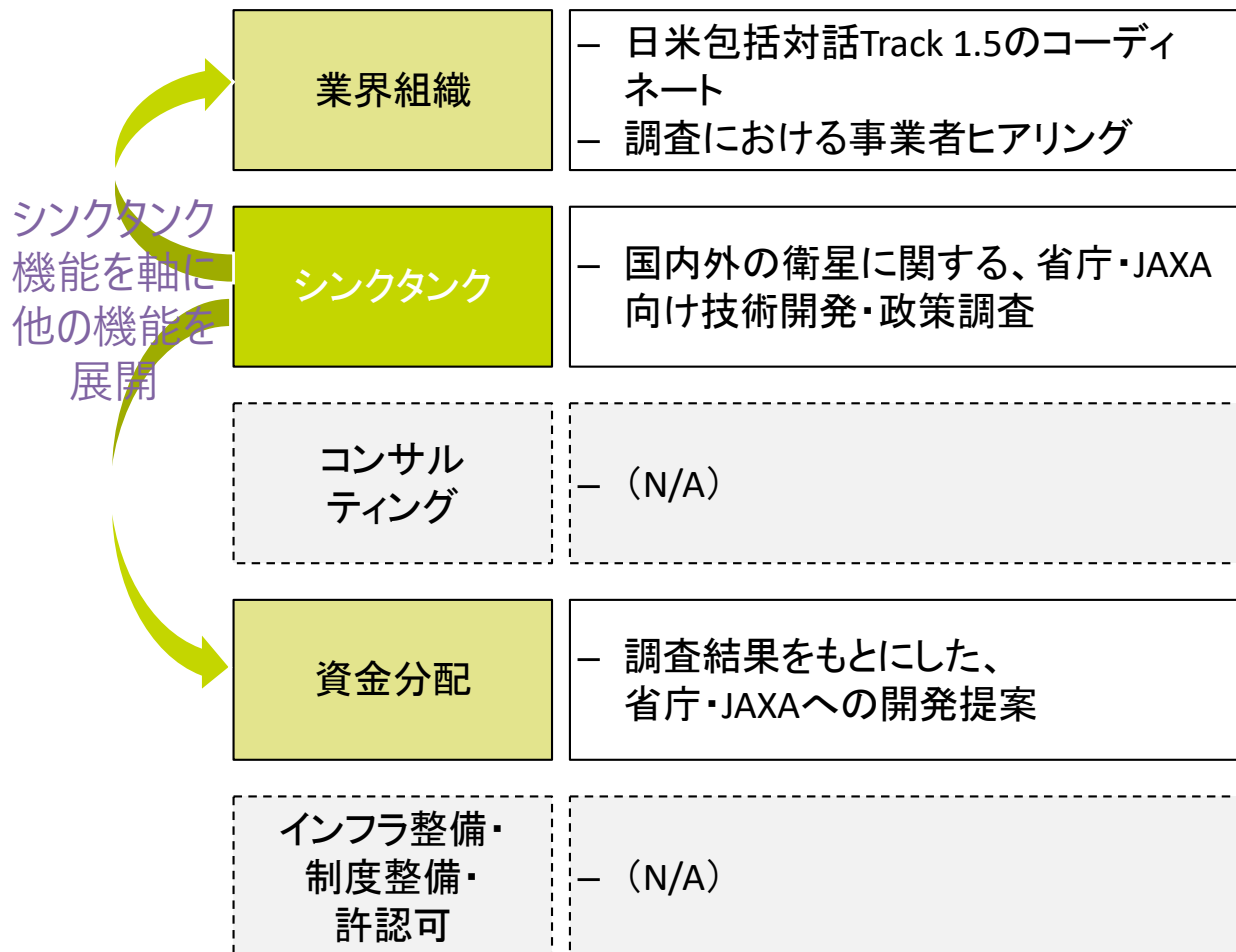 業界組織
– 日米包括対話Track 1.5のコーディ
ネート
– 調査における事業者ヒアリング
シンクタンク
機能を軸に
他の機能を
展開
シンクタンク
– 国内外の衛星に関する、省庁・JAXA
向け技術開発・政策調査
コンサル
ティング
– （N/A）
資金分配
– 調査結果をもとにした、
省庁・JAXAへの開発提案
インフラ整備・
制度整備・
許認可
– （N/A）